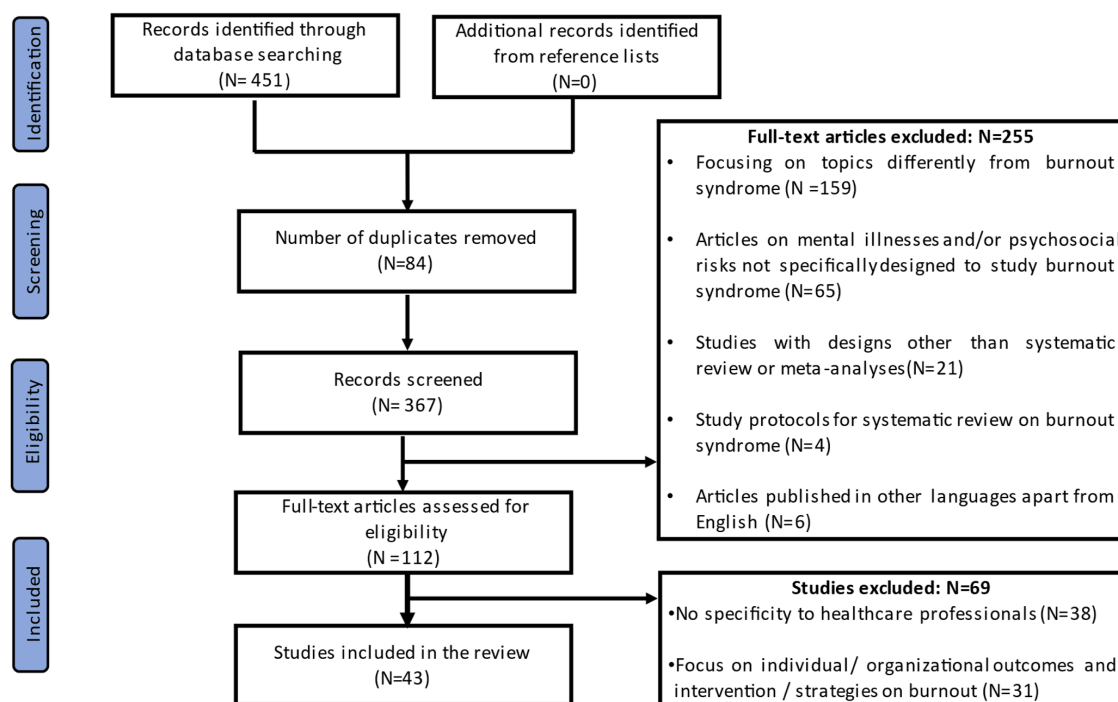 Identification
Records identified through
database searching
(N= 451)
Additional records identified
from reference lists
(N=0)
Screening
Number of duplicates removed
(N=84)
Full-text articles excluded: N=255
• Focusing on topics differently from burnout
syndrome (N =159)
• Articles on mental illnesses and/or psychosocial
risks not specifically designed to study burnout
syndrome (N=65)
• Studies with designs other than systematic
review or meta-analyses (N=21)
• Study protocols for systematic review on burnout
syndrome (N=4)
• Articles published in other languages apart from
English (N=6)
Eligibility
Records screened
(N= 367)
Full-text articles assessed for
eligibility
(N =112)
Included
Studies included in the review
(N=43)
Studies excluded: N=69
•No specificity to healthcare professionals (N=38)
•Focus on individual/ organizational outcomes and
intervention / strategies on burnout (N=31)